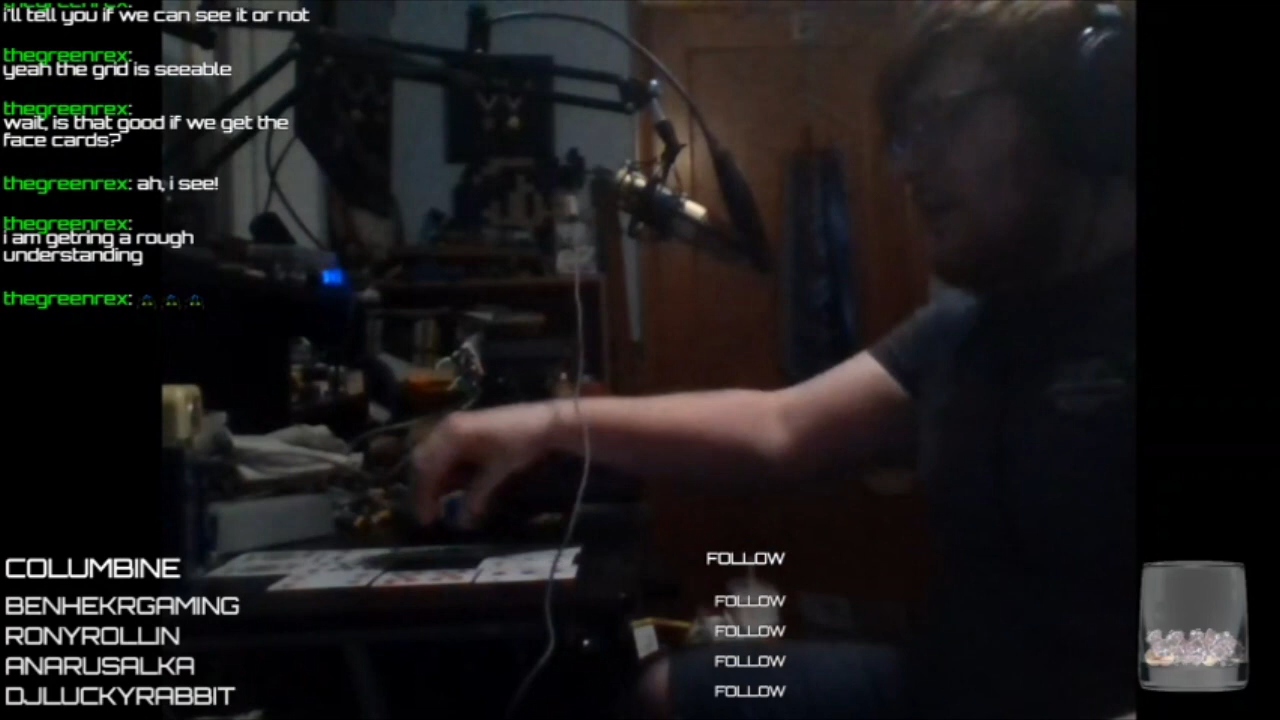 i'll tell you if we can see it or not
thegreenrex:
yeah the grid is seeable
thegreenrex:
wait, is that good if we get the
face cards?
thegreenrex: ah, i see!
thegreenrex:
i am getring a rough
understanding
thegreenrex:
COLUMBINE FOLLOW
BENHEKRGAMING FOLLOW
RONYROLLIN FOLLOW
ANARUSALKA FOLLOW
DJLUCKYRABBIT FOLLOW